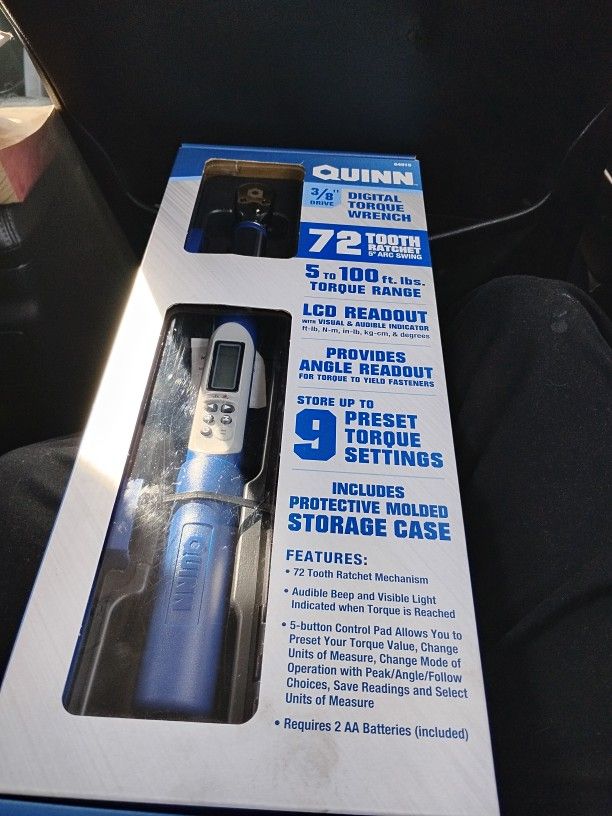 64915
QUINN
3/8" DRIVE
DIGITAL
TORQUE
WRENCH
72 TOOTH
RATCHET
5° ARC SWING
5 TO 100 ft. lbs.
TORQUE RANGE
LCD READOUT
WITH VISUAL & AUDIBLE INDICATOR
ft-lb, N-m, in-lb, kg-cm, & degrees
PROVIDES
ANGLE READOUT
FOR TORQUE TO YIELD FASTENERS
STORE UP TO
9 PRESET
TORQUE
SETTINGS
INCLUDES
PROTECTIVE MOLDED
STORAGE CASE
FEATURES:
• 72 Tooth Ratchet Mechanism
• Audible Beep and Visible Light
Indicated when Torque is Reached
• 5-button Control Pad Allows You to
Preset Your Torque Value, Change
Units of Measure, Change Mode of
Operation with Peak/Angle/Follow
Choices, Save Readings and Select
Units of Measure
• Requires 2 AA Batteries (included)
QUINN